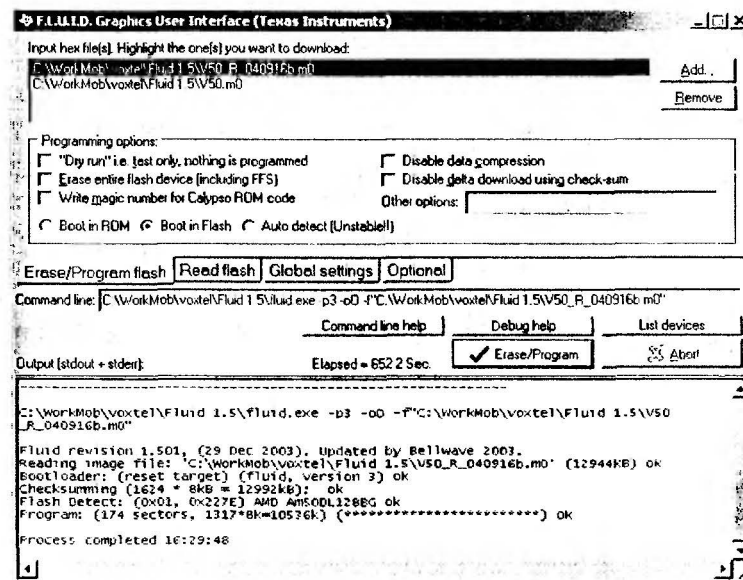 F.L.U.I.D. Graphics User Interface (Texas Instruments)
Input hex file(s). Highlight the one(s) you want to download:
C:\WorkMob\voxtel\Fluid 1 5\V50_R_040916b m0
C:\WorkMob\voxtel\Fluid 1 5\V50.m0
Add..
Remove
Programming options:
"Dry run" i.e. test only, nothing is programmed
Disable data compression
Erase entire flash device (including FFS)
Disable delta download using check-sum
Write magic number for Calypso ROM code
Other options:
Boot in ROM Boot in Flash Auto detect (Unstable!!)
Erase/Program flash Read flash Global settings Optional
Command line: C:\WorkMob\voxtel\Fluid 1 5\fluid exe -p3 -oO -f"C:\WorkMob\voxtel\Fluid 1.5\V50_R_040916b m0"
Command line help Debug help List devices
Output (stdout + stderr): Elapsed = 652 2 Sec. Erase/Program Abort
C:\WorkMob\voxtel\Fluid 1.5\fluid.exe -p3 -oO -f"C:\WorkMob\voxtel\Fluid 1.5\V50
_R_040916b.m0"
Fluid revision 1.501, (29 Dec 2003). Updated by Bellwave 2003.
Reading image file: 'C:\WorkMob\voxtel\Fluid 1.5\V50_R_040916b.m0' (12944kB) ok
Bootloader: (reset target) (fluid, version 3) ok
Checksumming (1624 * 8kB = 12992kB): ok
Flash Detect: (0x01, 0x227E) AMD Am50DL128BG ok
Program: (174 sectors, 1317*8k=10536k) (*************************) ok
Process completed 16:29:48